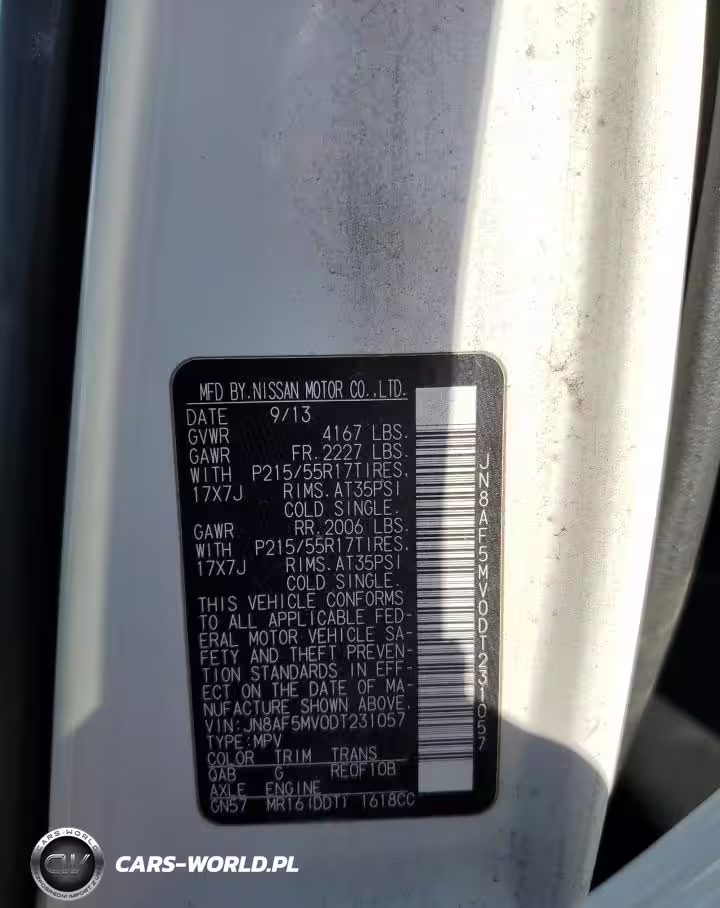 MFD BY.NISSAN MOTOR CO.,LTD.
DATE 9/13
GVWR 4167 LBS.
GAWR FR. 2227 LBS.
WITH P215/55R17TIRES,
17X7J RIMS.AT35PSI
COLD SINGLE.
GAWR RR. 2006 LBS.
WITH P215/55R17TIRES,
17X7J RIMS.AT35PSI
COLD SINGLE.
THIS VEHICLE CONFORMS
TO ALL APPLICABLE FED-
ERAL MOTOR VEHICLE SA-
FETY AND THEFT PREVEN-
TION STANDARDS IN EFF-
ECT ON THE DATE OF MA-
NUFACTURE SHOWN ABOVE.
VIN:JN8AF5MV0DT231057
TYPE:MPV
COLOR TRIM TRANS
QAB G RE0F10B
AXLE ENGINE
GN57 MR16(DDT) 1618CC
JN8AF5MV0DT231057
CARS-WORLD
CW
CARS-WORLD.PL